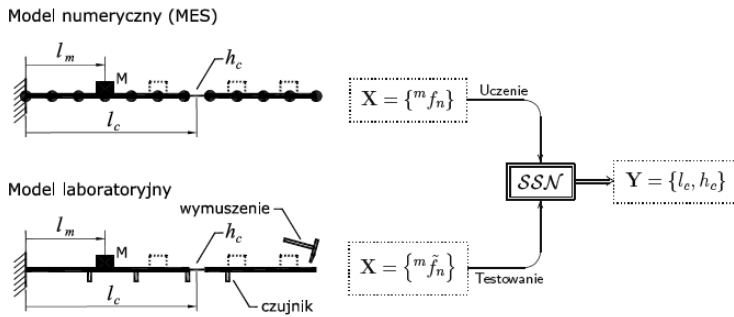 Model numeryczny (MES)
l_m
M
h_c
l_c
X = {^m f_n}
Uczenie
SSN
Y = {l_c, h_c}
Model laboratoryjny
wymuszenie
l_m
M
h_c
l_c
czujnik
X = {^m f̃_n}
Testowanie